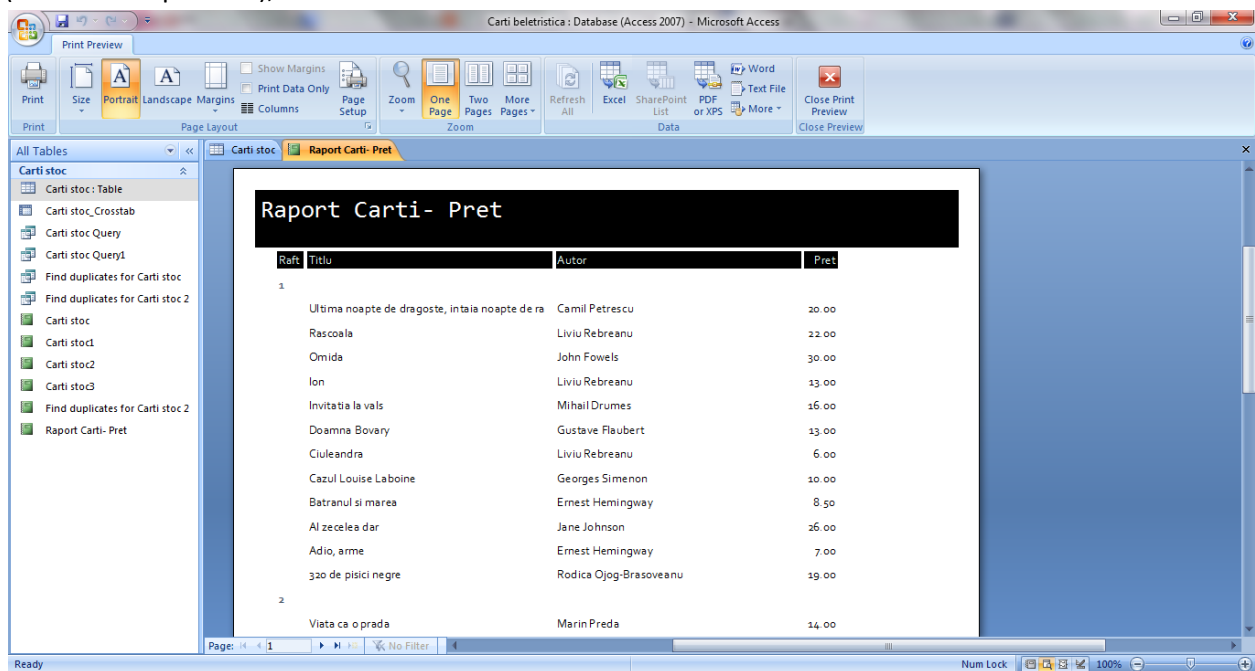 Carti beletristica : Database (Access 2007) - Microsoft Access
Print Preview
Print
Size
Portrait
Landscape
Margins
Show Margins
Print Data Only
Columns
Page Setup
Zoom
One Page
Two Pages
More Pages
Refresh All
Excel
SharePoint List
PDF or XPS
Word
Text File
More
Close Print Preview
Print
Page Layout
Zoom
Data
Close Preview
All Tables
Carti stoc
Carti stoc : Table
Carti stoc_Crosstab
Carti stoc Query
Carti stoc Query1
Find duplicates for Carti stoc
Find duplicates for Carti stoc 2
Carti stoc
Carti stoc1
Carti stoc2
Carti stoc3
Find duplicates for Carti stoc 2
Raport Carti- Pret
Carti stoc
Raport Carti- Pret
Raport Carti- Pret
Raft Titlu Autor Pret
1
Ultima noapte de dragoste, intaia noapte de ra Camil Petrescu 20.00
Rascoala Liviu Rebreanu 22.00
Omida John Fowels 30.00
Ion Liviu Rebreanu 13.00
Invitatia la vals Mihail Drumes 16.00
Doamna Bovary Gustave Flaubert 13.00
Ciuleandra Liviu Rebreanu 6.00
Cazul Louise Laboine Georges Simenon 10.00
Batranul si marea Ernest Hemingway 8.50
Al zecelea dar Jane Johnson 26.00
Adio, arme Ernest Hemingway 7.00
320 de pisici negre Rodica Ojog-Brasoveanu 19.00
2
Viata ca o prada Marin Preda 14.00
Page: 1 No Filter
Ready
Num Lock 100%